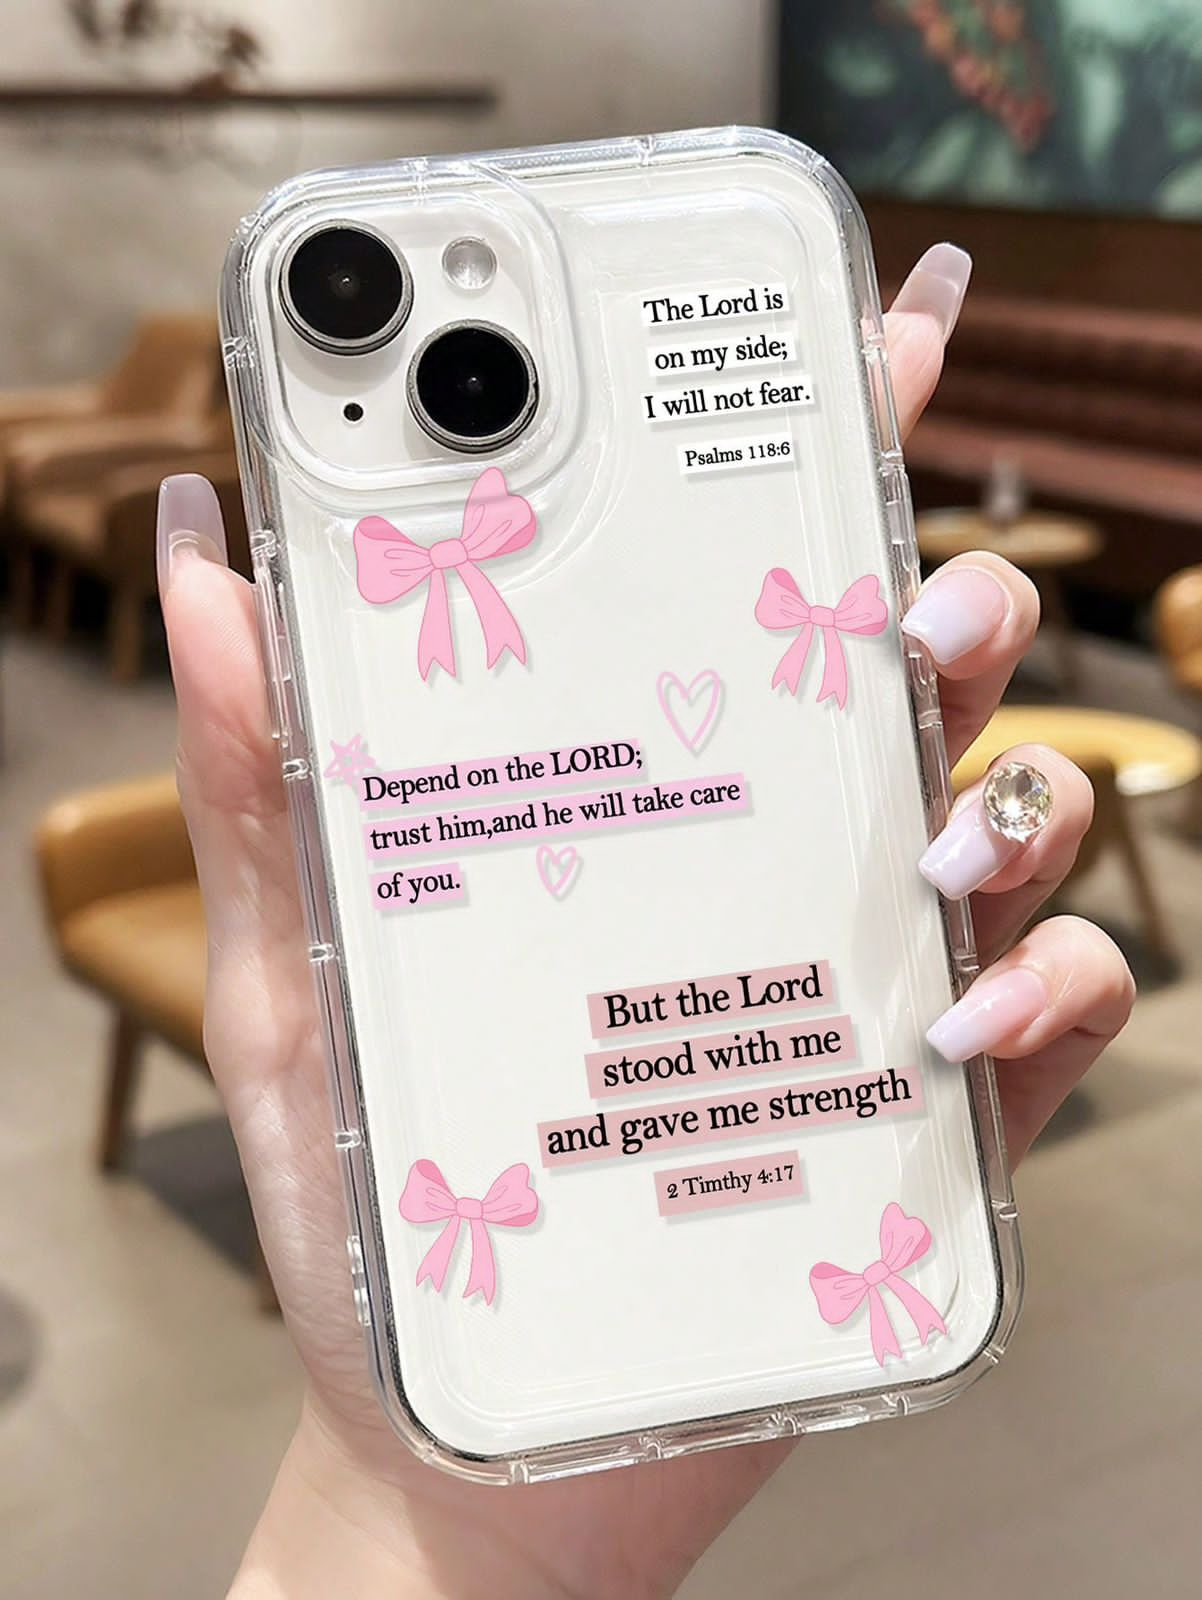 The Lord is
on my side;
I will not fear.
Psalms 118:6
Depend on the LORD;
trust him,and he will take care
of you.
But the Lord
stood with me
and gave me strength
2 Timthy 4:17